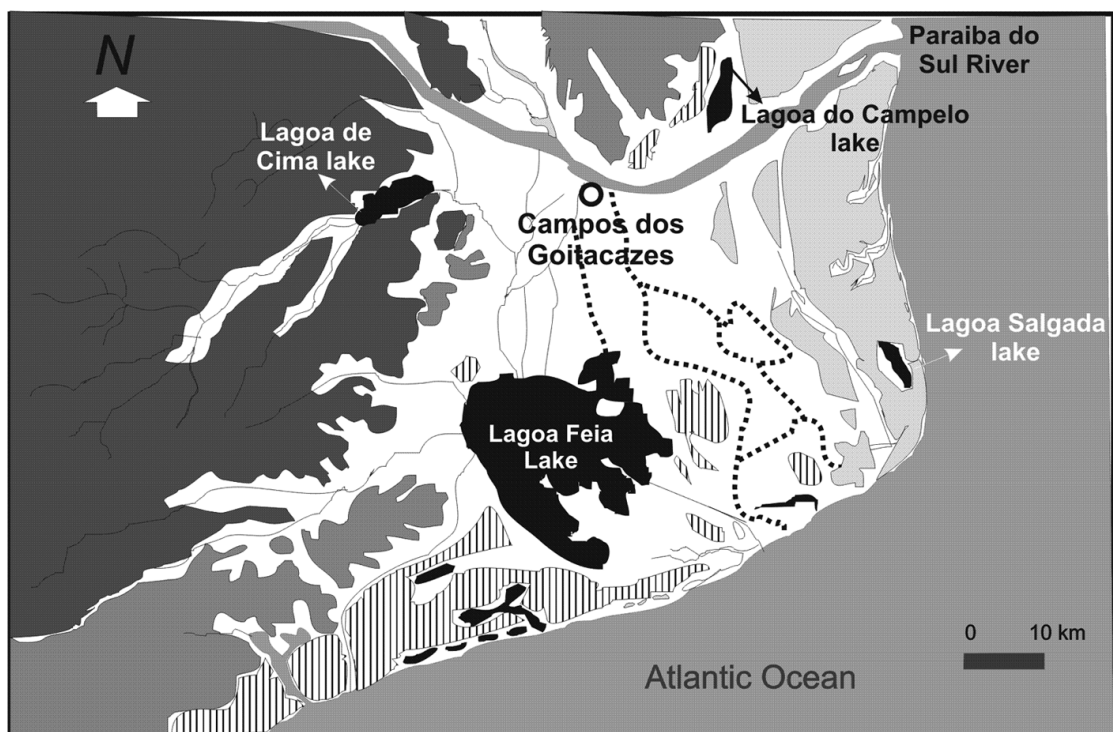 N
Paraiba do
Sul River
Lagoa do Campelo
lake
Lagoa de
Cima lake
Campos dos
Goitacazes
Lagoa Salgada
lake
Lagoa Feia
Lake
0 10 km
Atlantic Ocean